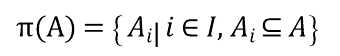 π(A) = { A_i | i ∈ I, A_i ⊆ A}